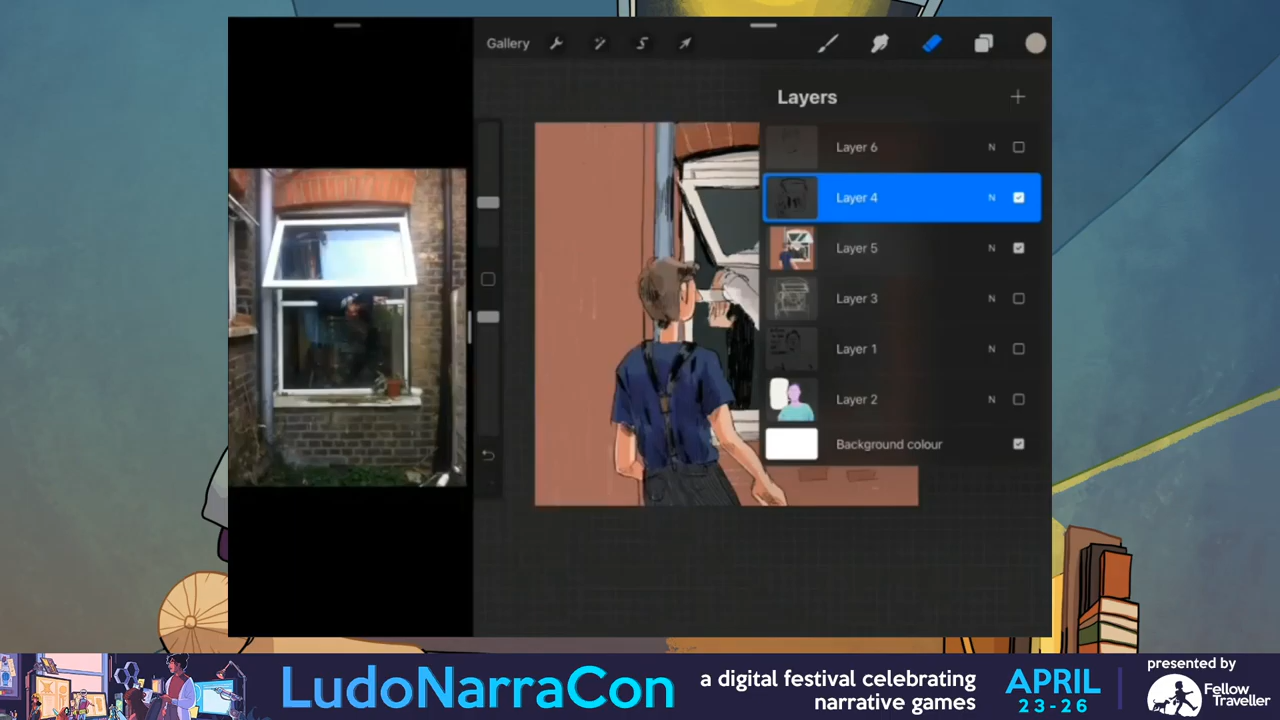 Gallery
Layers
Layer 6 N
Layer 4 N
Layer 5 N
Layer 3 N
Layer 1 N
Layer 2 N
Background colour
LudoNarraCon
a digital festival celebrating
narrative games
APRIL
23-26
presented by
Fellow
Traveller